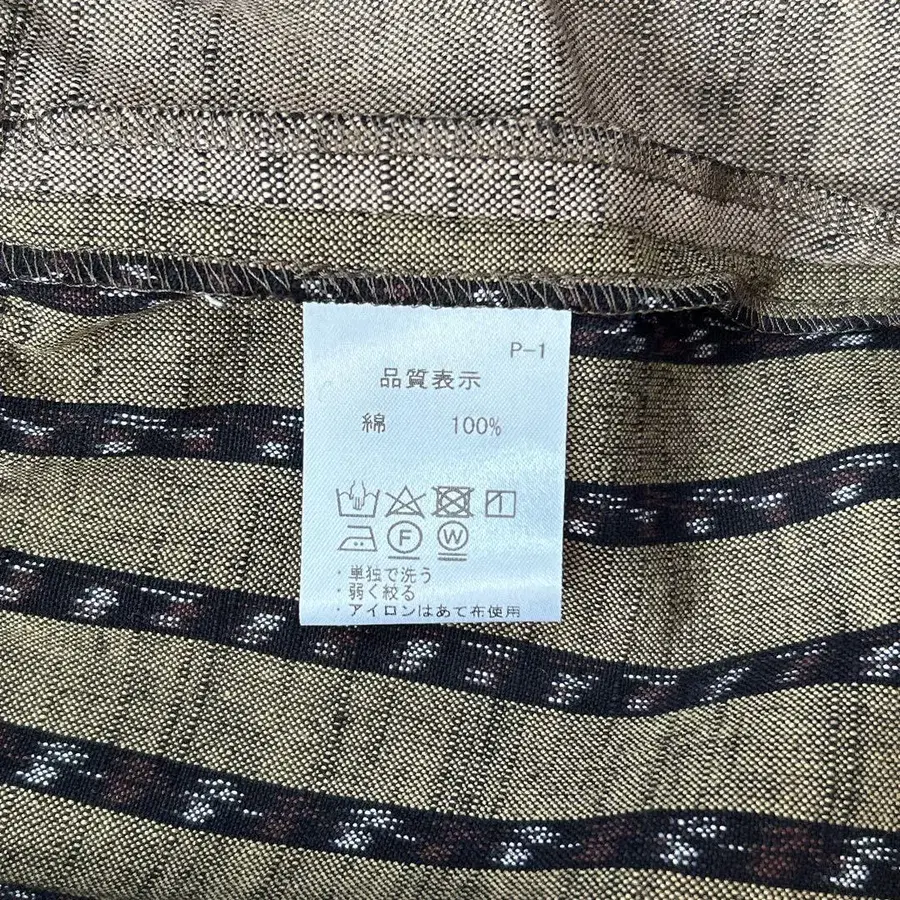 P-1
品質表示
綿 100%
F W
・単独で洗う
・弱く絞る
・アイロンはあて布使用